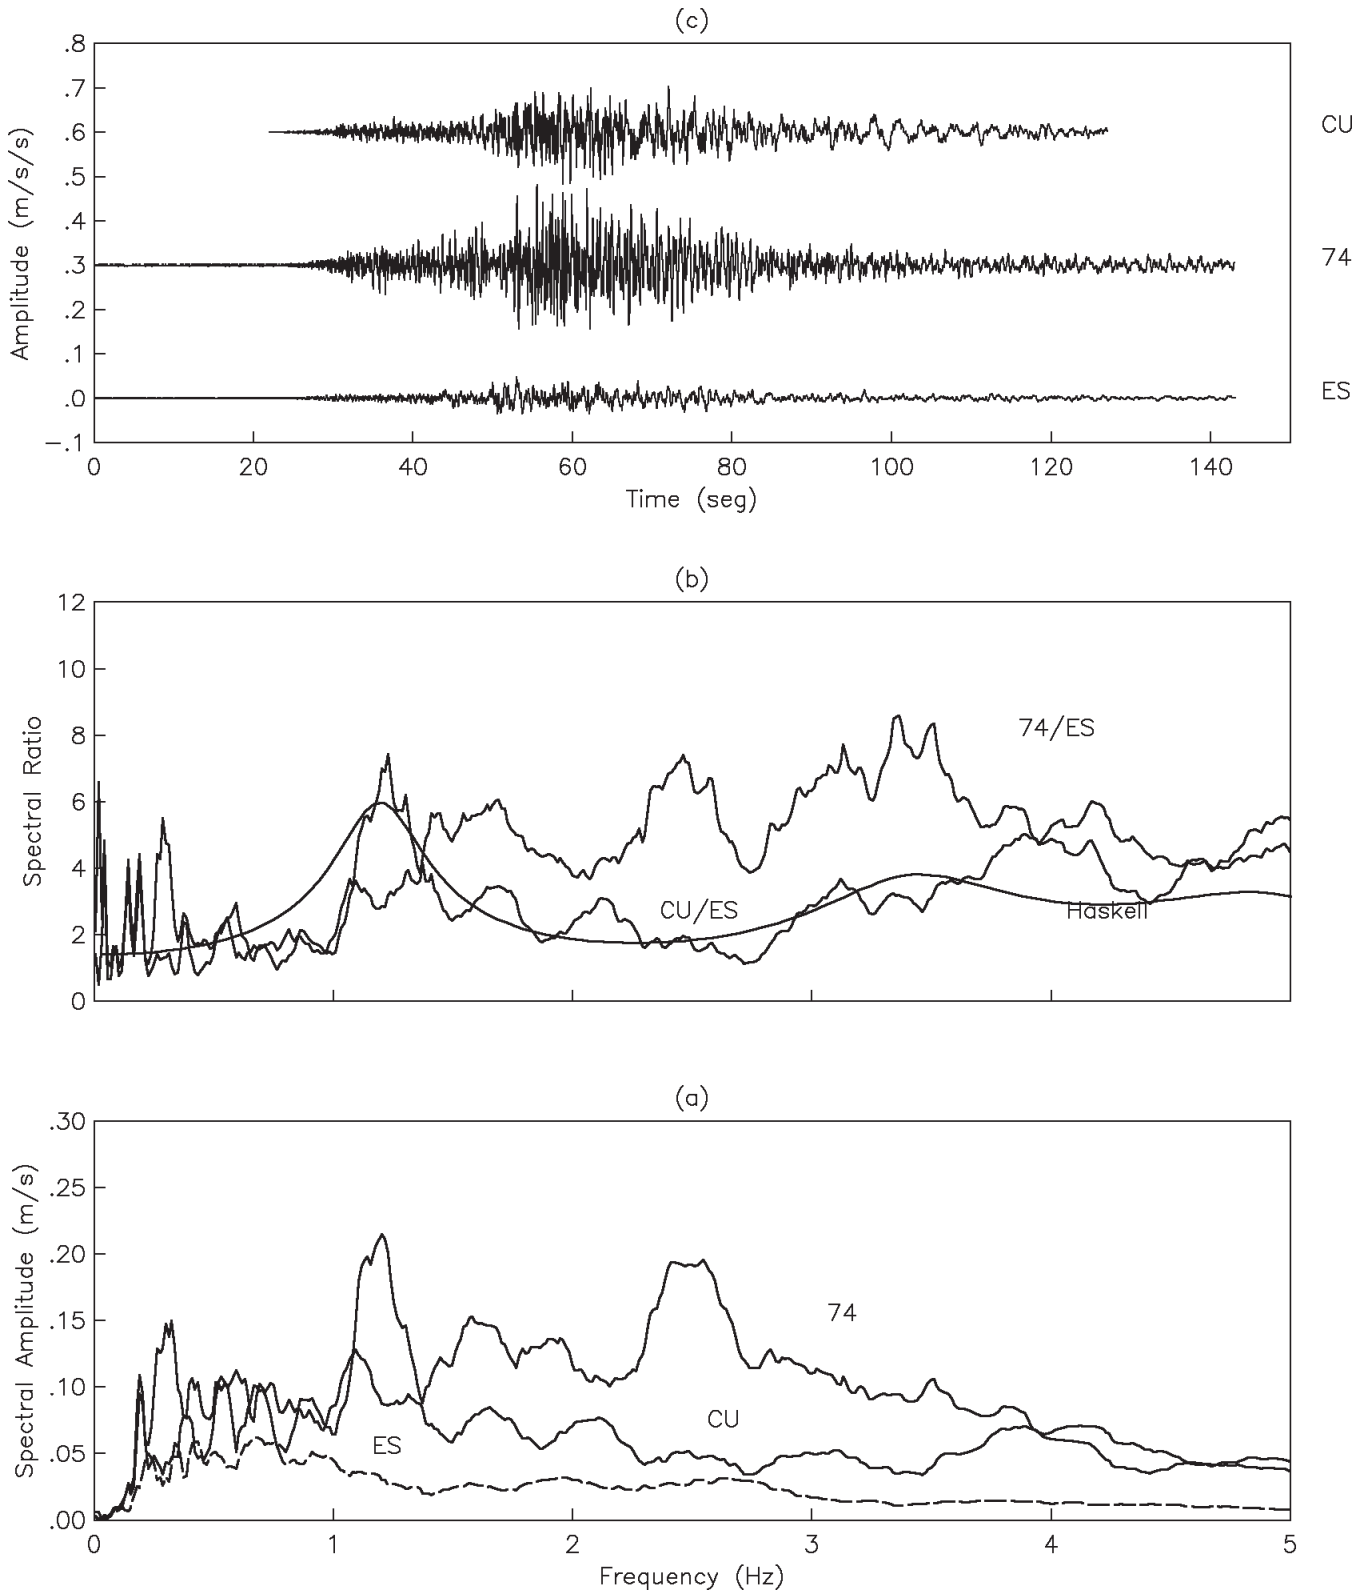 (c)
Amplitude (m/s/s)
.8
.7
.6
.5
.4
.3
.2
.1
.0
-.1
CU
74
ES
0 20 40 60 80 100 120 140
Time (seg)
(b)
Spectral Ratio
12
10
8
6
4
2
0
74/ES
CU/ES
Haskell
(a)
Spectral Amplitude (m/s)
.30
.25
.20
.15
.10
.05
.00
74
CU
ES
0 1 2 3 4 5
Frequency (Hz)